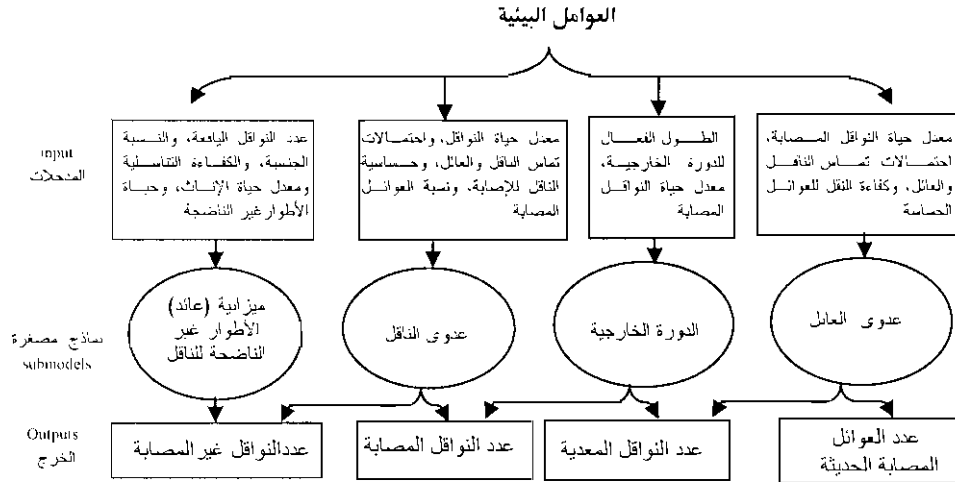 العوامل البيئية
معدل حياة النواقل المصابة،
احتمالات تماس الناقل
والعائل، وكفاءة النقل للعوائل
الحساسة
الطول الفعال
للدورة الخارجية،
معدل حياة النواقل
المصابة
معدل حياة النواقل، واحتمالات
تماس الناقل والعائل، وحساسية
الناقل للإصابة، ونسبة العوائل
المصابة
عدد النواقل اليافعة، والنسبة
الجنسية، والكفاءة التناسلية
ومعدل حياة الإناث، وحياة
الأطوار غير الناضجة
input
المدخلات
عدوى العائل
الدورة الخارجية
عدوى الناقل
ميزانية (عائد)
الأطوار غير
الناضجة للناقل
نماذج مصغرة
submodels
عدد العوائل
المصابة الحديثة
عدد النواقل المعدية
عدد النواقل المصابة
عددالنواقل غير المصابة
Outputs
الخرج